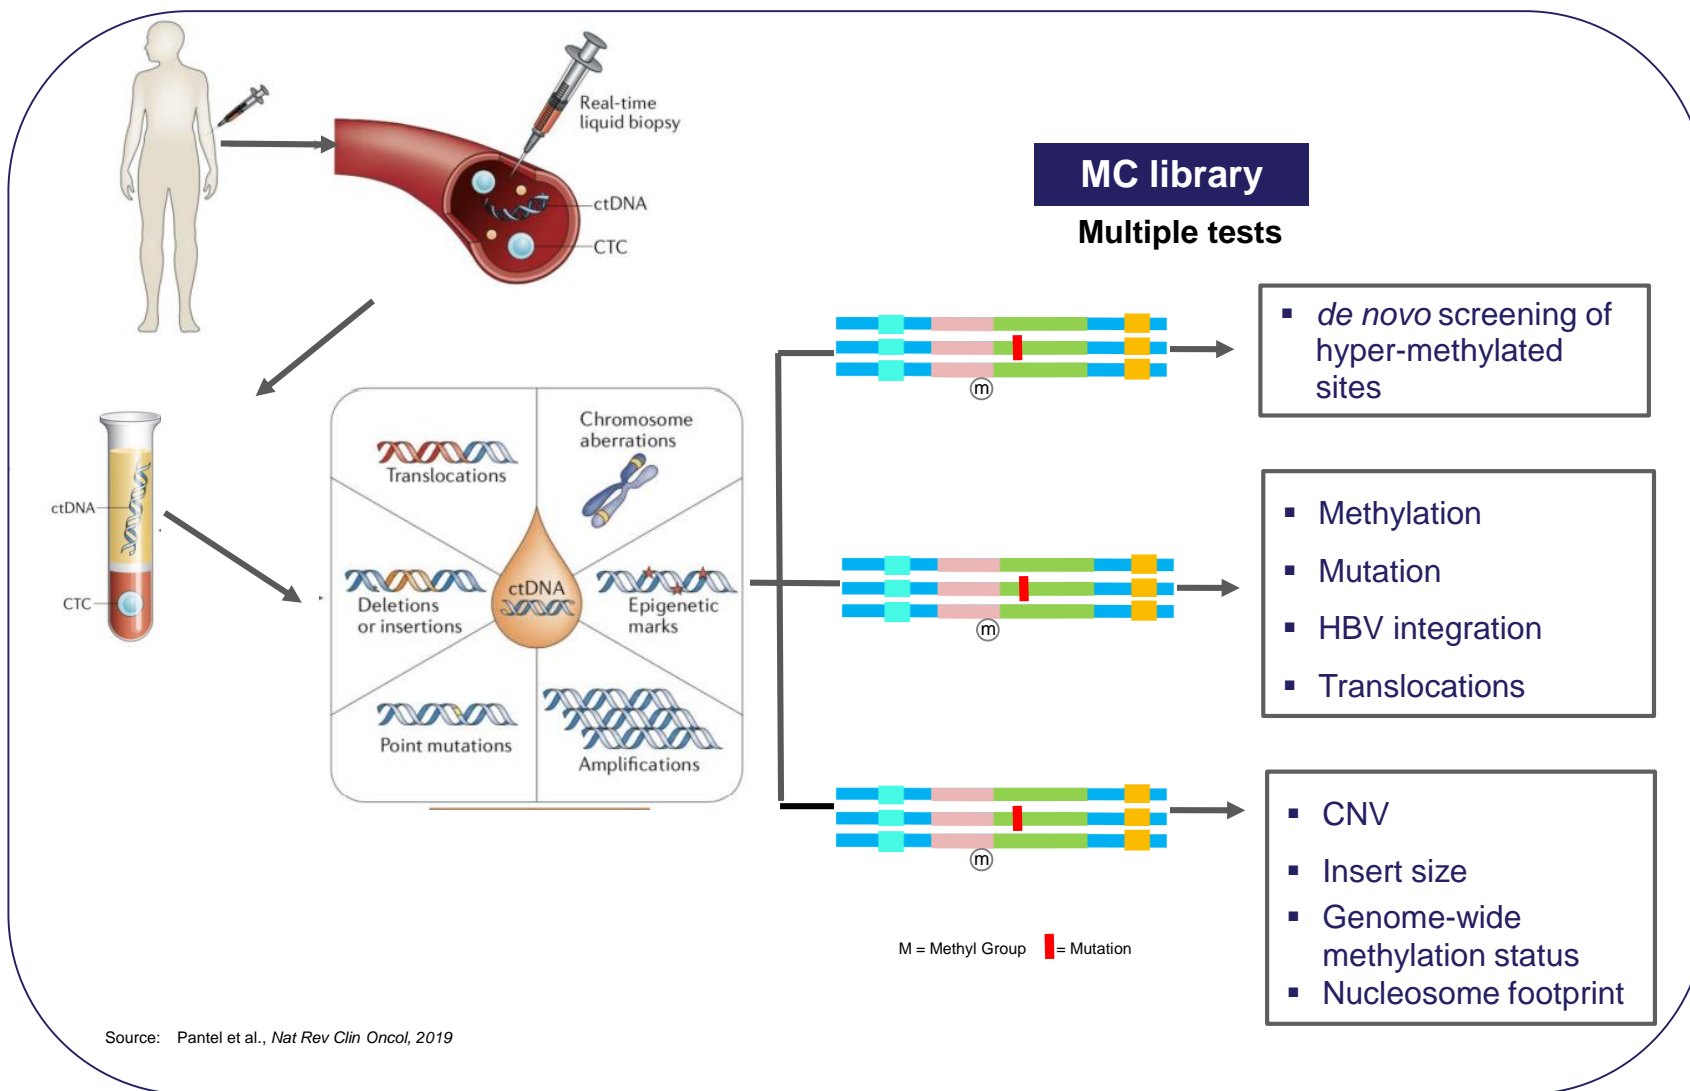 Real-time
liquid biopsy
ctDNA
CTC
MC library
Multiple tests
▪ de novo screening of
hyper-methylated
sites
m
ctDNA
CTC
Translocations
Chromosome
aberrations
Deletions
or insertions
ctDNA
Epigenetic
marks
Point mutations
Amplifications
m
▪ Methylation
▪ Mutation
▪ HBV integration
▪ Translocations
m
▪ CNV
▪ Insert size
▪ Genome-wide
methylation status
▪ Nucleosome footprint
M = Methyl Group = Mutation
Source: Pantel et al., Nat Rev Clin Oncol, 2019